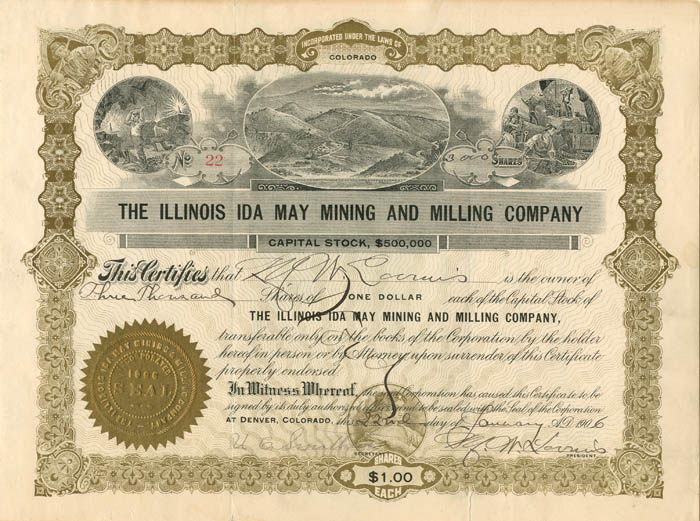 INCORPORATED UNDER THE LAWS OF
COLORADO
No 22
3000 SHARES
THE ILLINOIS IDA MAY MINING AND MILLING COMPANY
CAPITAL STOCK, $500,000
This Certifies that W. Loomis is the owner of
Three Thousand Shares of ONE DOLLAR each of the Capital Stock of
THE ILLINOIS IDA MAY MINING AND MILLING COMPANY,
transferable only on the books of the Corporation by the holder
hereof in person or by Attorney upon surrender of this Certificate
properly endorsed.
In Witness Whereof, the said Corporation has caused this Certificate to be
signed by its duly authorized officers and to be sealed with the Seal of the Corporation
AT DENVER, COLORADO, this 22nd day of January A.D. 1906
W. Loomis
SECRETARY
PRESIDENT
SEAL
SHARES
$1.00
EACH